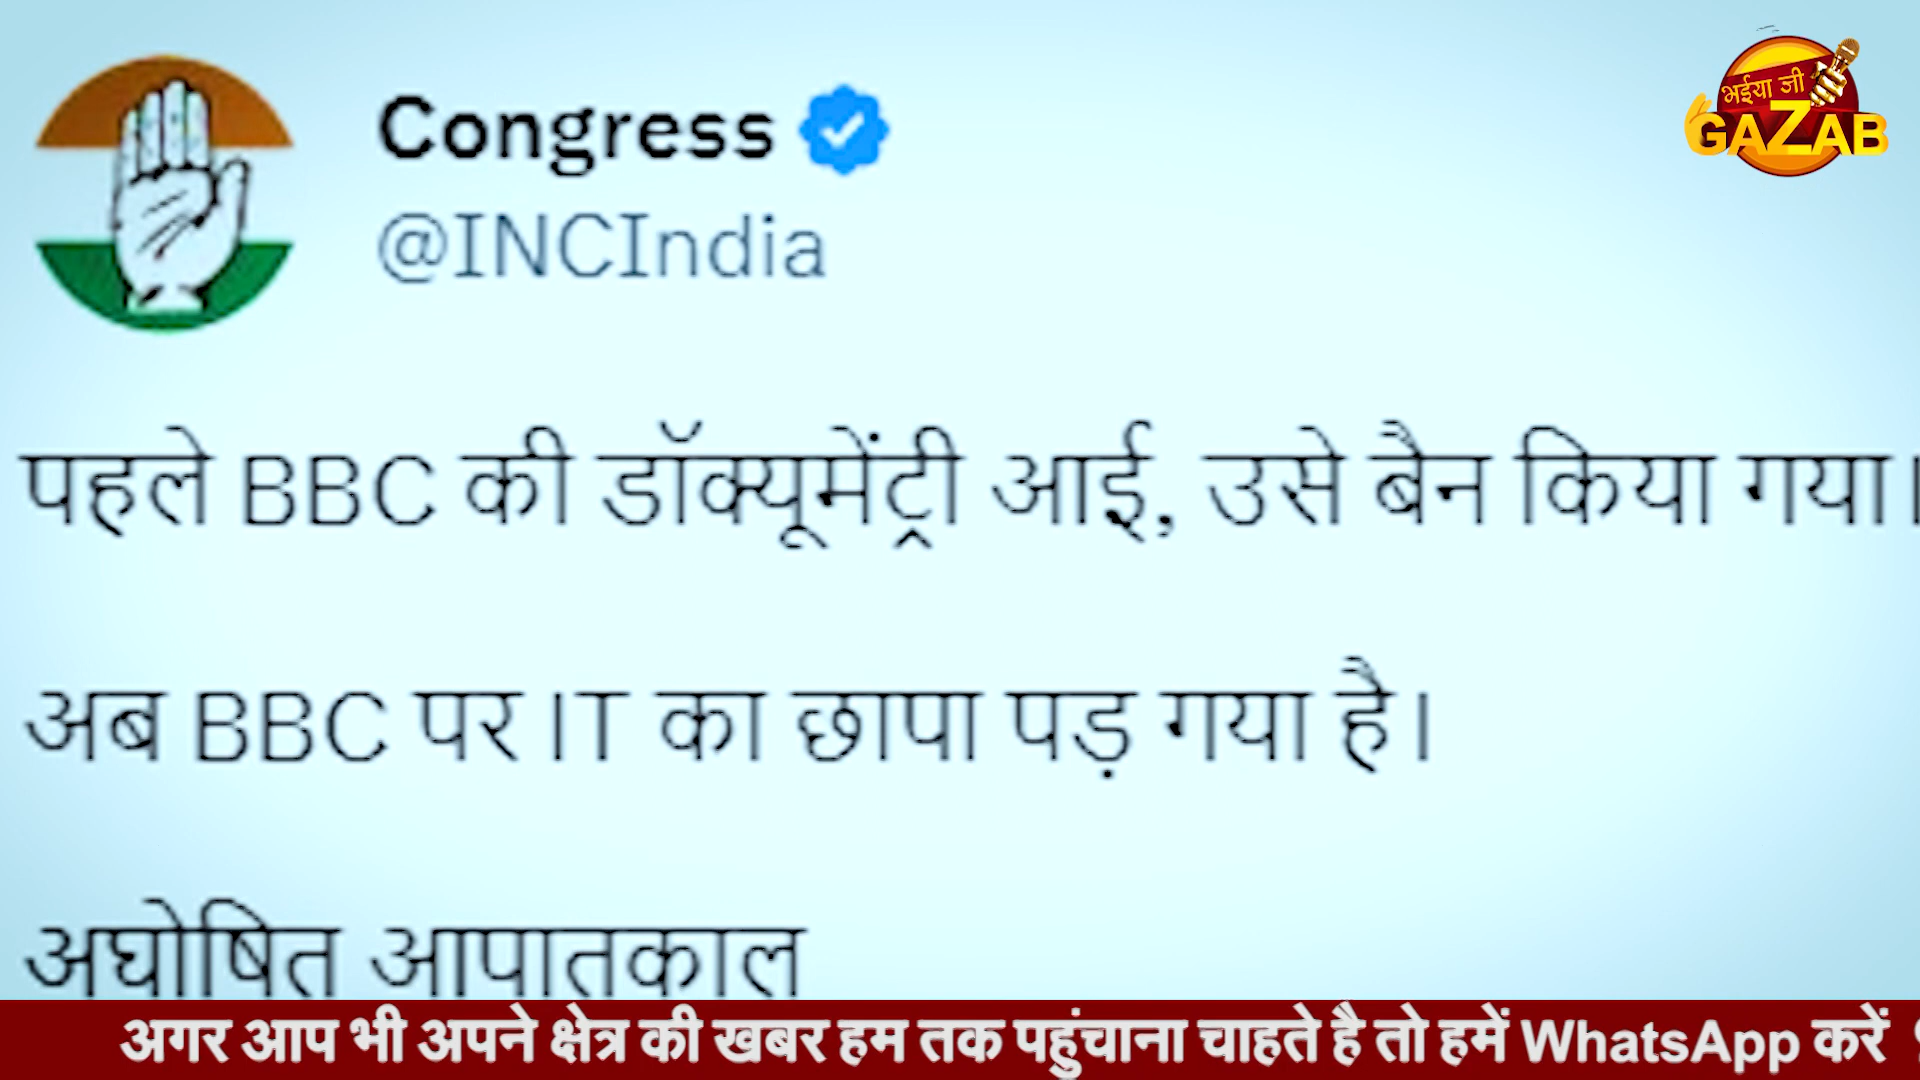 Congress
@INCIndia
भईया जी
GAZAB
पहले BBC की डॉक्यूमेंट्री आई, उसे बैन किया गया।
अब BBC पर IT का छापा पड़ गया है।
अघोषित आपातकाल
अगर आप भी अपने क्षेत्र की खबर हम तक पहुंचाना चाहते है तो हमें WhatsApp करें